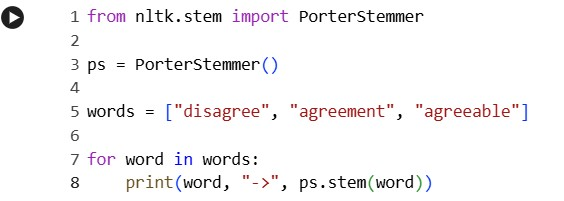 1 from nltk.stem import PorterStemmer
2
3 ps = PorterStemmer()
4
5 words = ["disagree", "agreement", "agreeable"]
6
7 for word in words:
8     print(word, "->", ps.stem(word))